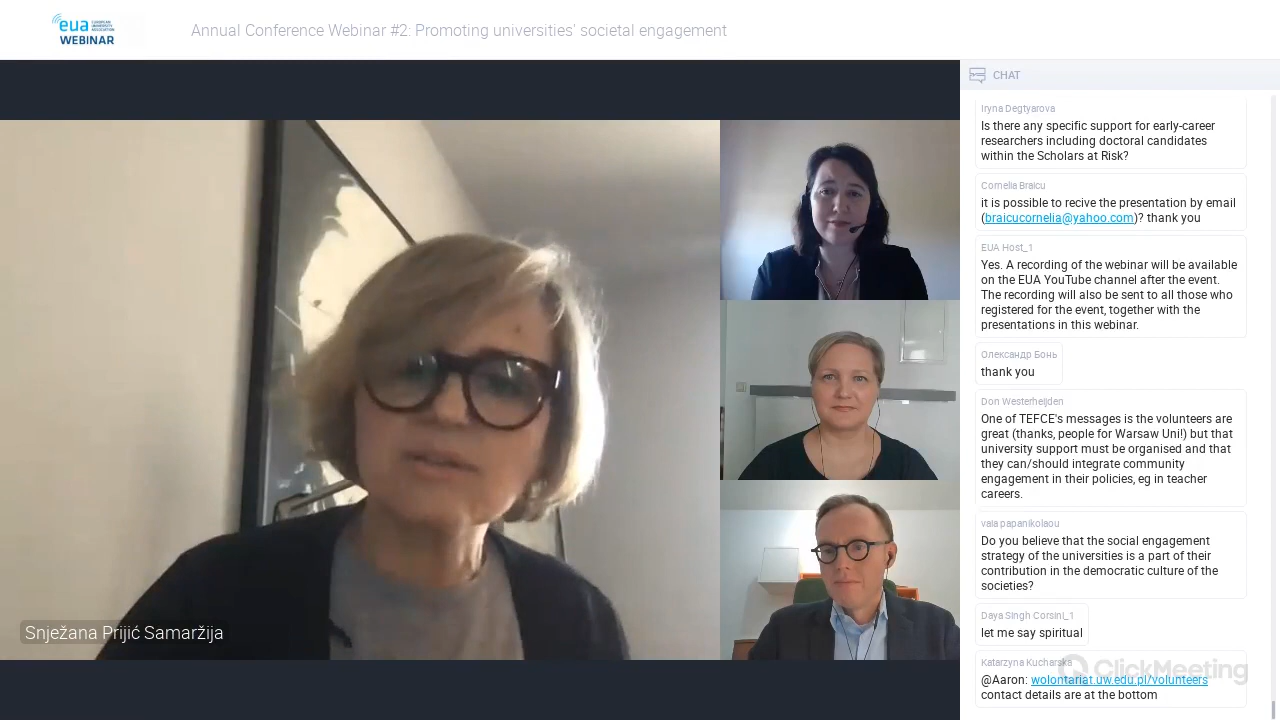 eua EUROPEAN
UNIVERSITY
ASSOCIATION
WEBINAR
Annual Conference Webinar #2: Promoting universities' societal engagement
CHAT
Iryna Degtyarova
Is there any specific support for early-career
researchers including doctoral candidates
within the Scholars at Risk?
Cornelia Braicu
it is possible to recive the presentation by email
(braicucornelia@yahoo.com)? thank you
EUA Host_1
Yes. A recording of the webinar will be available
on the EUA YouTube channel after the event.
The recording will also be sent to all those who
registered for the event, together with the
presentations in this webinar.
Олександр Бонь
thank you
Don Westerheijden
One of TEFCE's messages is the volunteers are
great (thanks, people for Warsaw Uni!) but that
university support must be organised and that
they can/should integrate community
engagement in their policies, eg in teacher
careers.
vaia papanikolaou
Do you believe that the social engagement
strategy of the universities is a part of their
contribution in the democratic culture of the
societies?
Daya Singh Corsini_1
let me say spiritual
Katarzyna Kucharska
@Aaron: wolontariat.uw.edu.pl/volunteers
contact details are at the bottom
ClickMeeting
Snježana Prijić Samaržija